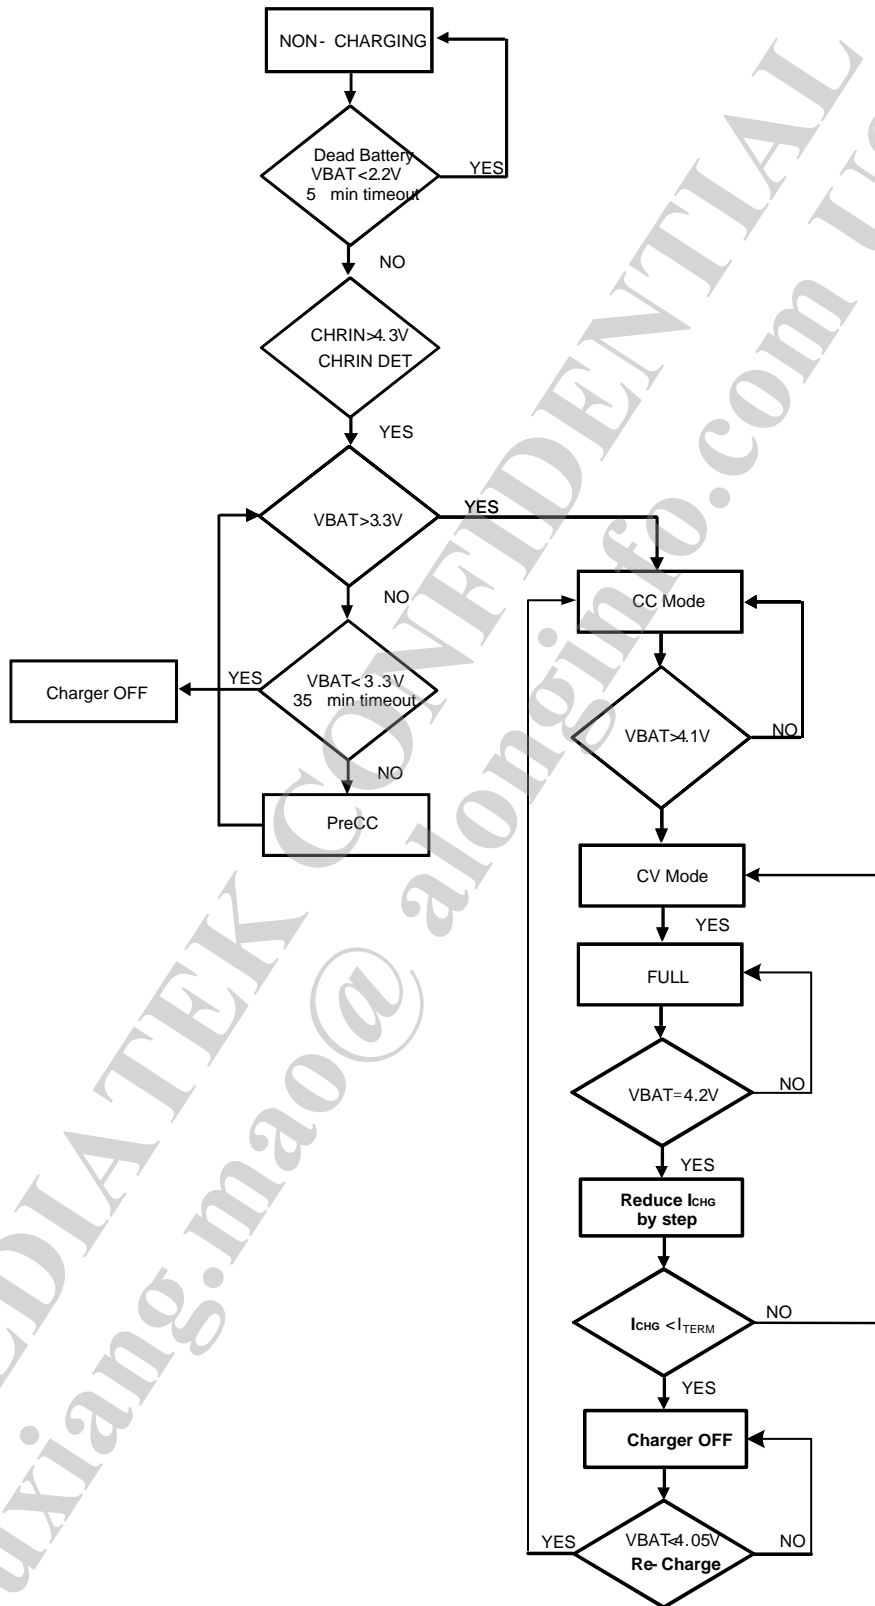 NON- CHARGING
Dead Battery
VBAT<2.2V
5 min timeout
YES
NO
CHRIN>4.3V
CHRIN DET
YES
VBAT>3.3V
YES
NO
CC Mode
VBAT<3.3V
35 min timeout
YES
Charger OFF
NO
PreCC
VBAT>4.1V
NO
CV Mode
YES
FULL
VBAT=4.2V
NO
YES
Reduce ICHG
by step
ICHG <ITERM
NO
YES
Charger OFF
VBAT<4.05V
Re- Charge
YES
NO
CONFIDENTIAL
alonginfo.com